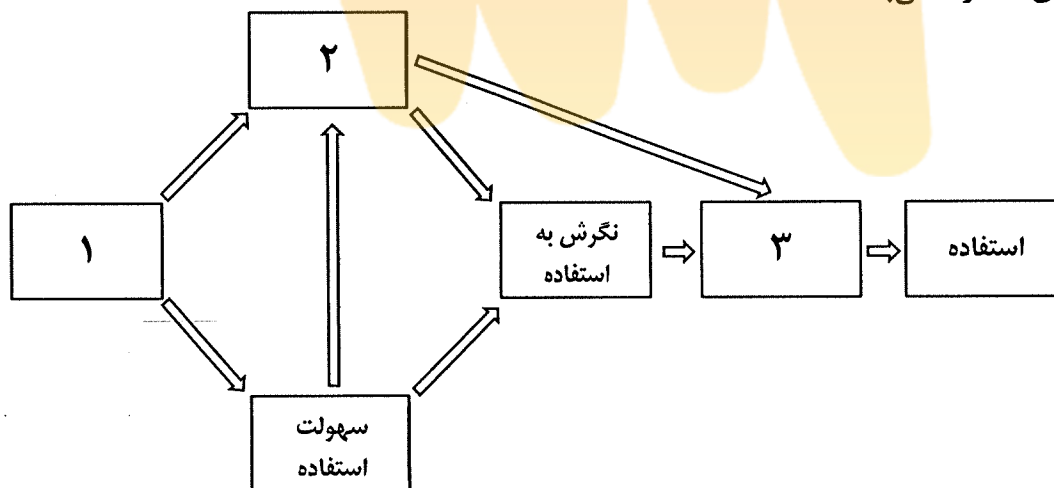 ۲
۱
نگرش به
استفاده
۳
استفاده
سهولت
استفاده